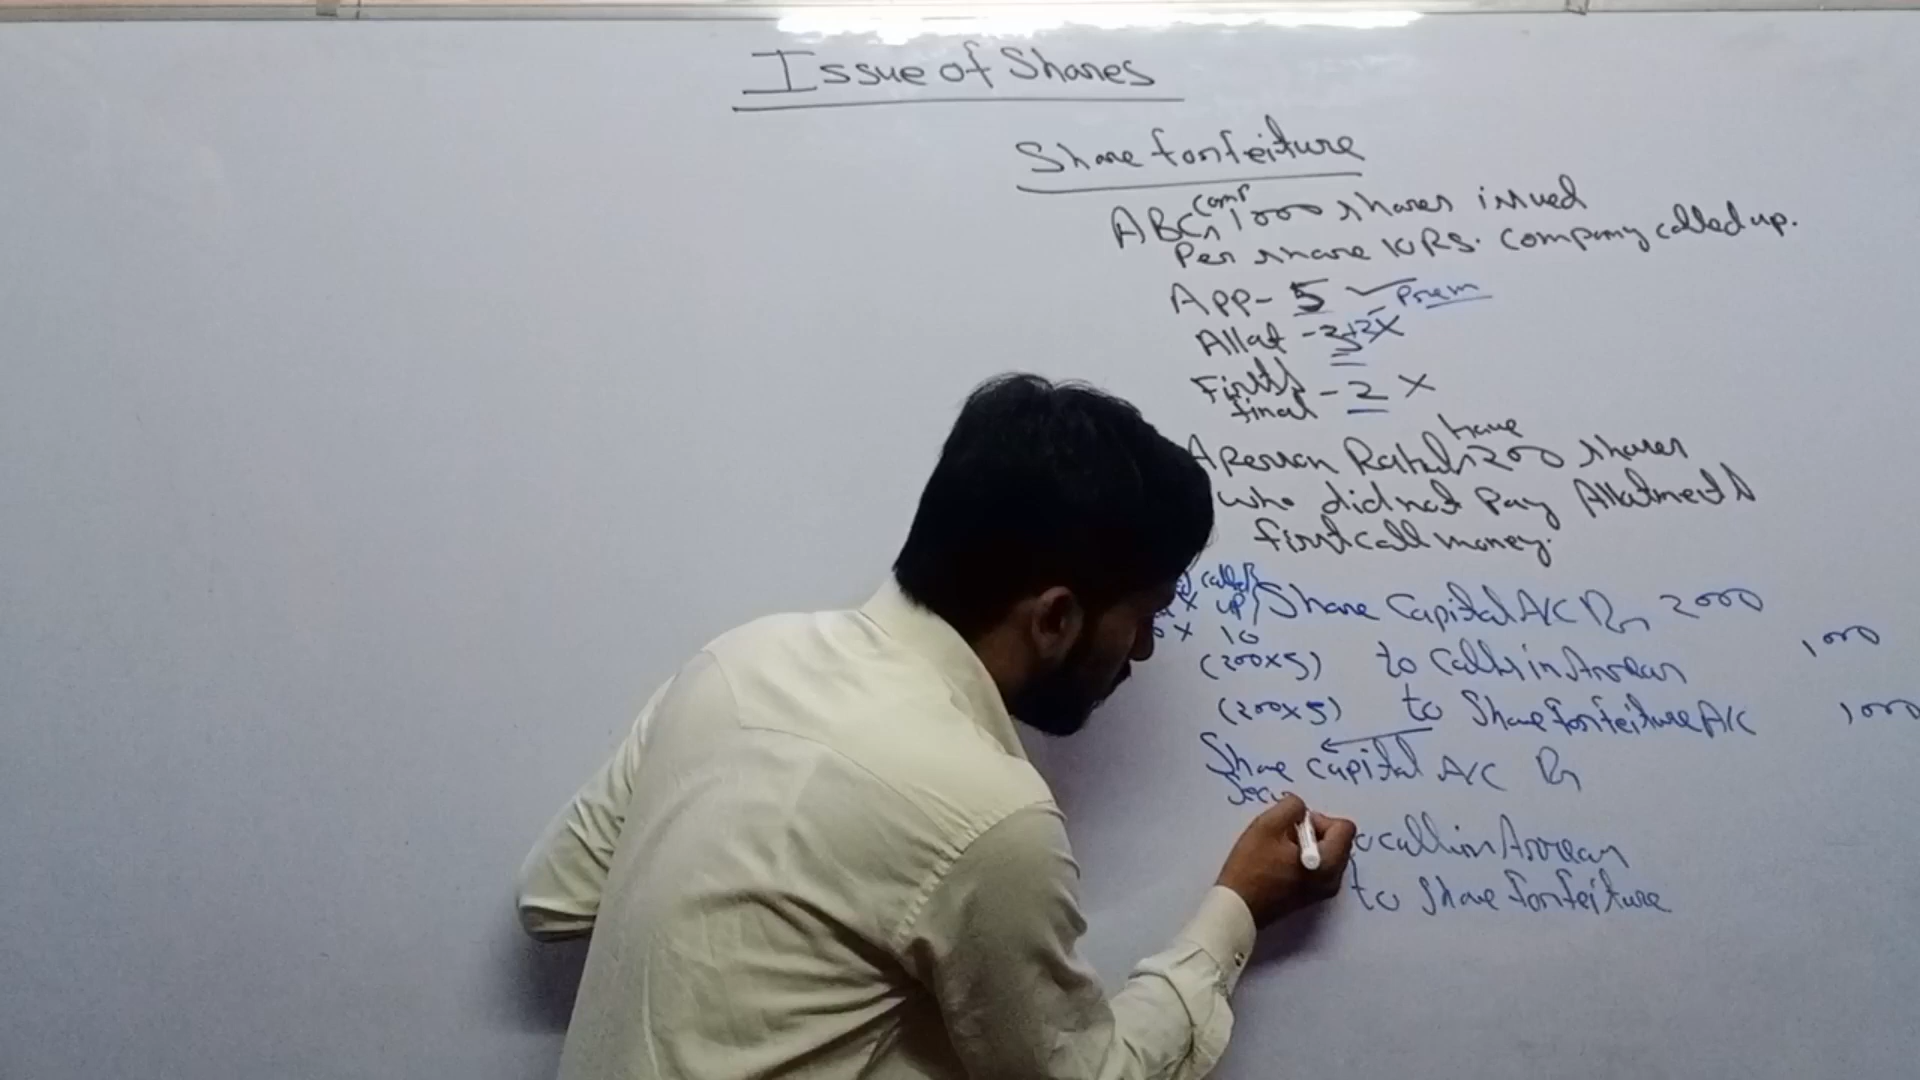 Issue of Shares
Share forfeiture
ABC Comp 1000 shares issued
Per share 10 Rs. Company called up.
App- 5 ✓ Prem
Allot - 3+2 X
First & final - 2 X
A Person have 200 shares
who did not Pay Allotment &
first call money.
called up Share Capital A/C Dr 2000
X 10
(200x5) to Calls in Arrear 1000
(200x5) to Share forfeiture A/C 1000
Share Capital A/C Dr
Secu
calls in Arrear
to Share forfeiture